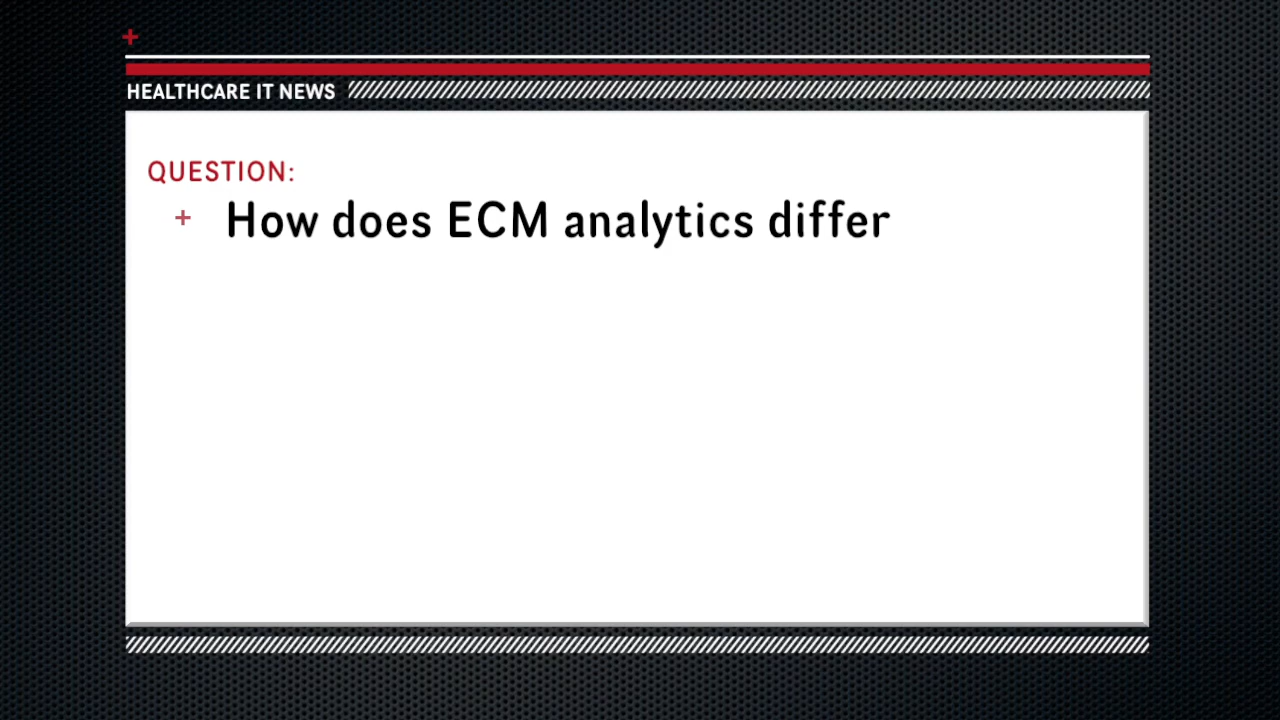 HEALTHCARE IT NEWS
QUESTION:
+ How does ECM analytics differ